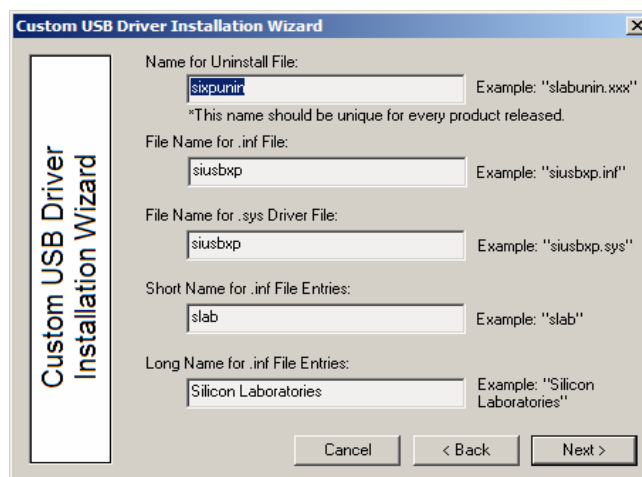 Custom USB Driver Installation Wizard
Custom USB Driver
Installation Wizard
Name for Uninstall File:
sixpunin
Example: "slabunin.xxx"
*This name should be unique for every product released.
File Name for .inf File:
siusbxp
Example: "siusbxp.inf"
File Name for .sys Driver File:
siusbxp
Example: "siusbxp.sys"
Short Name for .inf File Entries:
slab
Example: "slab"
Long Name for .inf File Entries:
Silicon Laboratories
Example: "Silicon
Laboratories"
Cancel
< Back
Next >